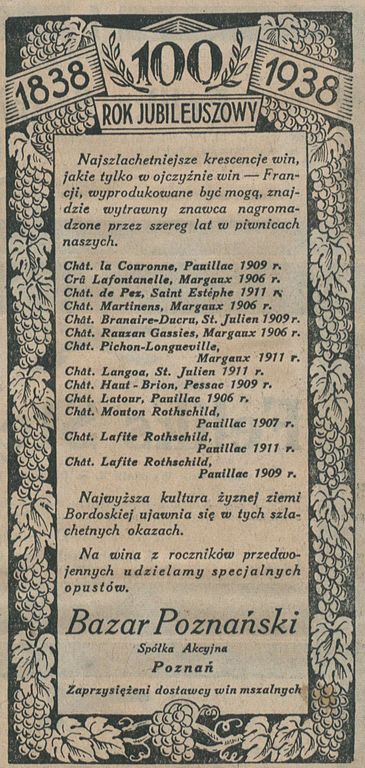 1838 100 1938
ROK JUBILEUSZOWY
Najszlachetniejsze krescencje win,
jakie tylko w ojczyźnie win — Fran-
cji, wyprodukowane być mogą, znaj-
dzie wytrawny znawca nagroma-
dzone przez szereg lat w piwnicach
naszych.
Chât. la Couronne, Pauillac 1909 r.
Crû Lafontanelle, Margaux 1906 r.
Chât. de Pez, Saint Estéphe 1911 r.
Chât. Martinens, Margaux 1906 r.
Chât. Branaire-Ducru, St. Julien 1909 r.
Chât. Rauzan Gassies, Margaux 1906 r.
Chât. Pichon-Longueville,
Margaux 1911 r.
Chât. Langoa, St. Julien 1911 r.
Chât. Haut - Brion, Pessac 1909 r.
Chât. Latour, Pauillac 1906 r.
Chât. Mouton Rothschild,
Pauillac 1907 r.
Chât. Lafite Rothschild,
Pauillac 1911 r.
Chât. Lafite Rothschild,
Pauillac 1909 r.
Najwyższa kultura żyznej ziemi
Bordoskiej ujawnia się w tych szla-
chetnych okazach.
Na wina z roczników przedwo-
jennych udzielamy specjalnych
opustów.
Bazar Poznański
Spółka Akcyjna
Poznań
Zaprzysiężeni dostawcy win mszalnych